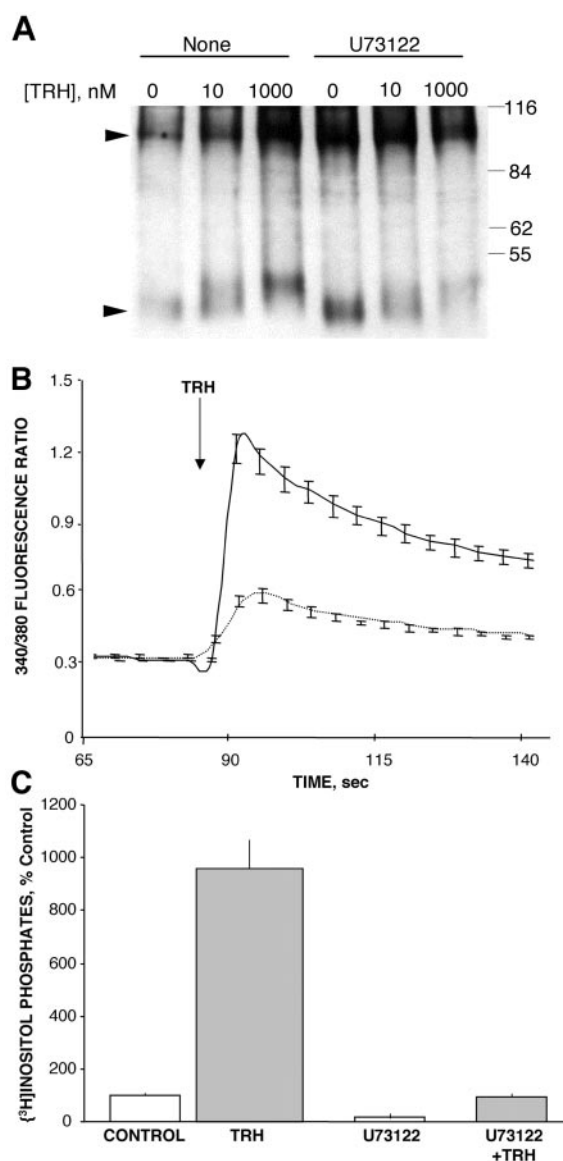 A
None U73122
[TRH], nM 0 10 1000 0 10 1000
116
84
62
55
B
TRH
1.5
1.2
0.9
0.6
0.3
0
340/380 FLUORESCENCE RATIO
65 90 115 140
TIME, sec
C
1200
1000
800
600
400
200
0
{³H]INOSITOL PHOSPHATES, % Control
CONTROL TRH U73122 U73122
+TRH